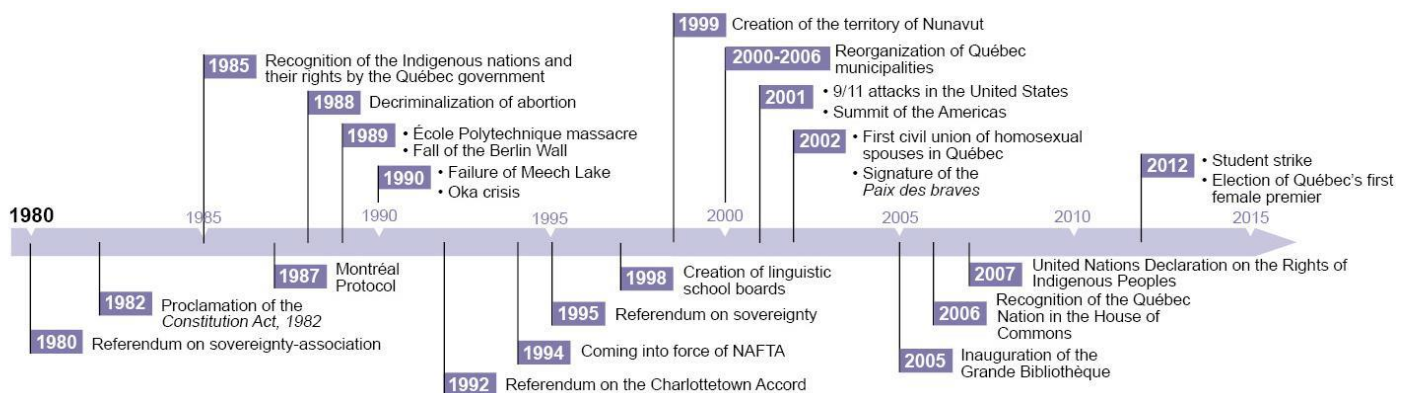 1999 Creation of the territory of Nunavut
1985 Recognition of the Indigenous nations and
their rights by the Québec government
2000-2006 Reorganization of Québec
municipalities
1988 Decriminalization of abortion
2001 • 9/11 attacks in the United States
• Summit of the Americas
1989 • École Polytechnique massacre
• Fall of the Berlin Wall
2002 • First civil union of homosexual
spouses in Québec
• Signature of the
Paix des braves
1990 • Failure of Meech Lake
• Oka crisis
2012 • Student strike
• Election of Québec's first
female premier
1980 1985 1990 1995 2000 2005 2010 2015
1987 Montréal
Protocol
1998 Creation of linguistic
school boards
2007 United Nations Declaration on the Rights of
Indigenous Peoples
1982 Proclamation of the
Constitution Act, 1982
1995 Referendum on sovereignty
2006 Recognition of the Québec
Nation in the House of
Commons
1980 Referendum on sovereignty-association
1994 Coming into force of NAFTA
2005 Inauguration of the
Grande Bibliothèque
1992 Referendum on the Charlottetown Accord